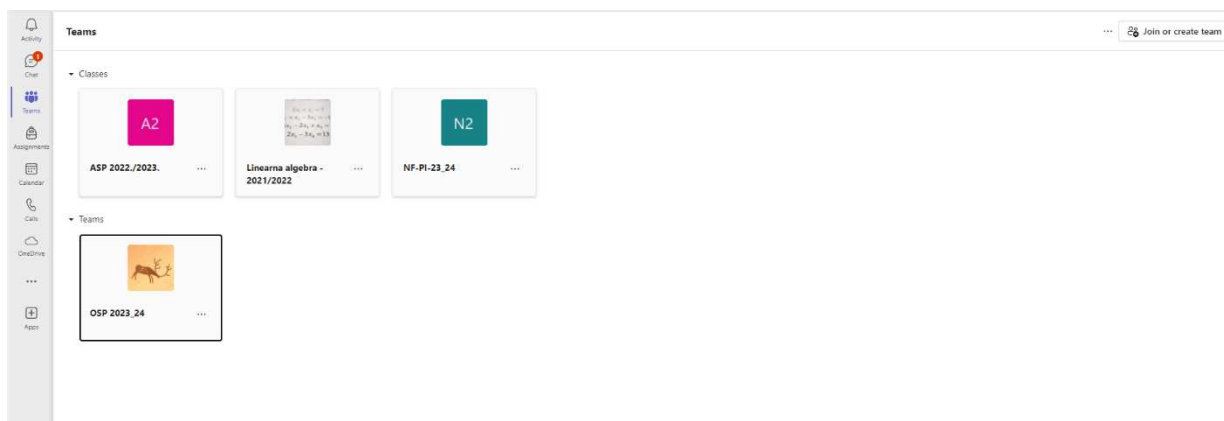 Activity
Teams
... Join or create team
1
Chat
Classes
Teams
A2
N2
Assignments
ASP 2022./2023. ...
Linearna algebra - ...
2021/2022
NF-PI-23_24 ...
Calendar
Calls
Teams
OneDrive
...
OSP 2023_24 ...
Apps